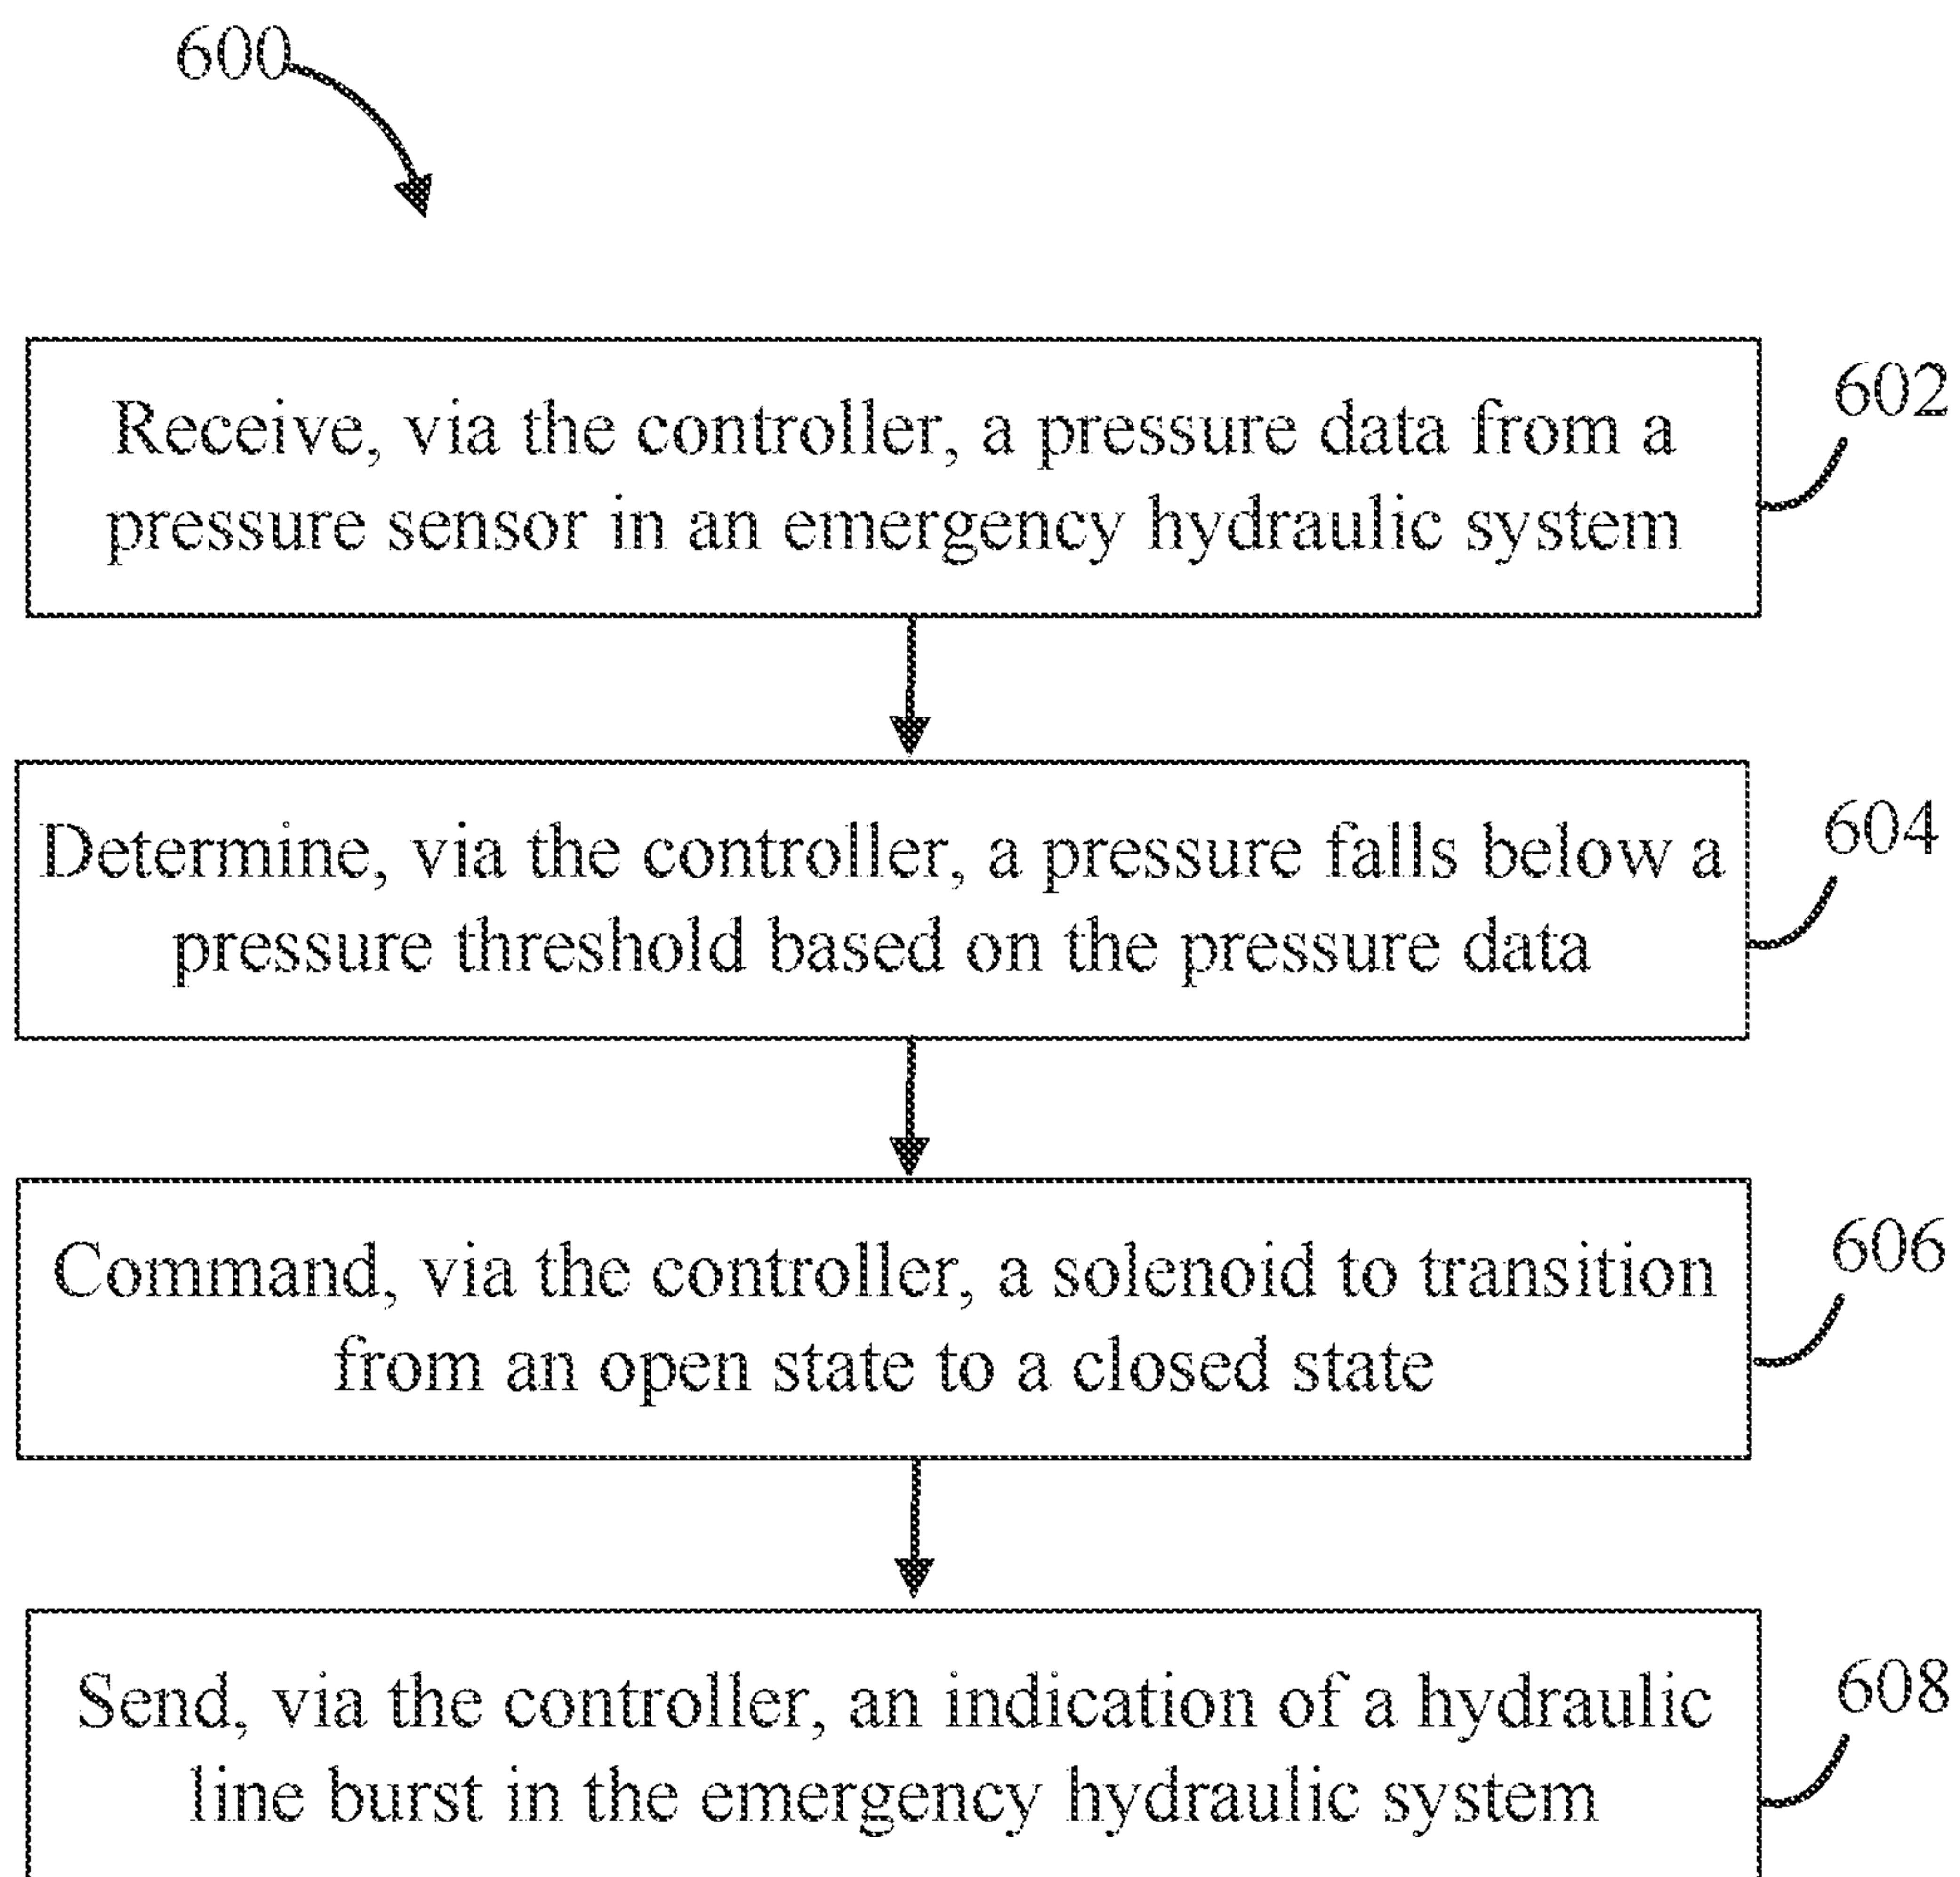 600
Receive, via the controller, a pressure data from a
pressure sensor in an emergency hydraulic system
602
Determine, via the controller, a pressure falls below a
pressure threshold based on the pressure data
604
Command, via the controller, a solenoid to transition
from an open state to a closed state
606
Send, via the controller, an indication of a hydraulic
line burst in the emergency hydraulic system
608